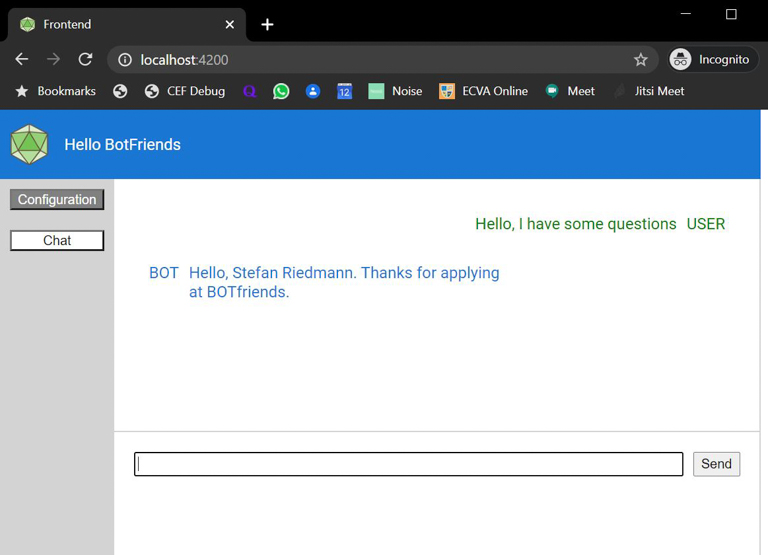 Frontend
localhost:4200
Incognito
Bookmarks CEF Debug 12 Noise ECVA Online Meet Jitsi Meet
Hello BotFriends
Configuration
Chat
Hello, I have some questions USER
BOT Hello, Stefan Riedmann. Thanks for applying
at BOTfriends.
Send